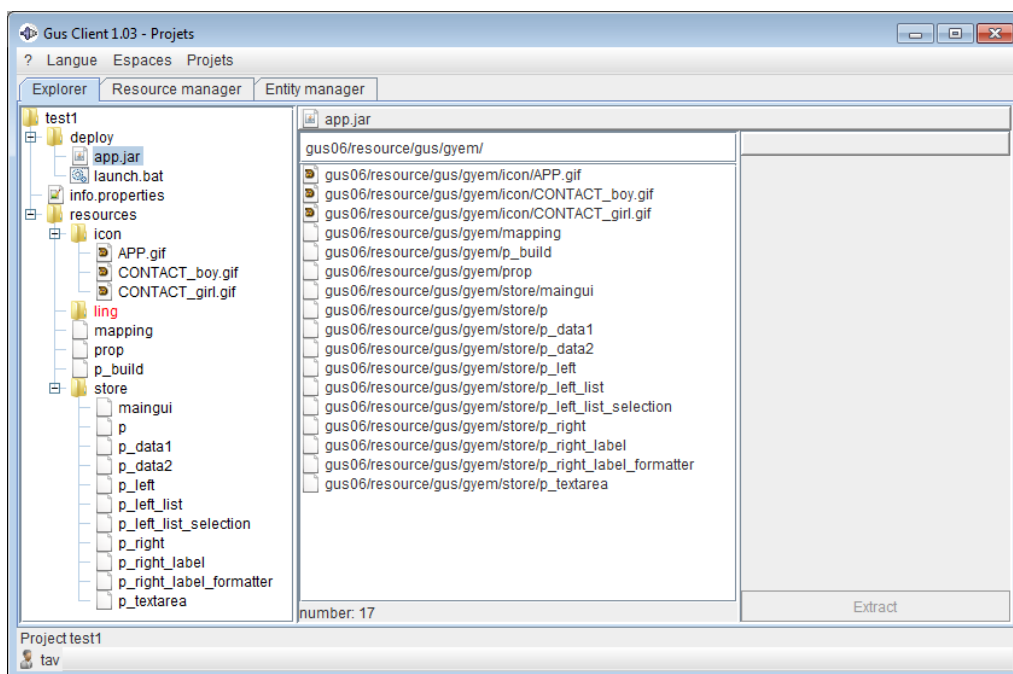 Gus Client 1.03 - Projets
? Langue Espaces Projets
Explorer Resource manager Entity manager
test1
deploy
app.jar
launch.bat
info.properties
resources
icon
APP.gif
CONTACT_boy.gif
CONTACT_girl.gif
ling
mapping
prop
p_build
store
maingui
p
p_data1
p_data2
p_left
p_left_list
p_left_list_selection
p_right
p_right_label
p_right_label_formatter
p_textarea
app.jar
gus06/resource/gus/gyem/
gus06/resource/gus/gyem/icon/APP.gif
gus06/resource/gus/gyem/icon/CONTACT_boy.gif
gus06/resource/gus/gyem/icon/CONTACT_girl.gif
gus06/resource/gus/gyem/mapping
gus06/resource/gus/gyem/p_build
gus06/resource/gus/gyem/prop
gus06/resource/gus/gyem/store/maingui
gus06/resource/gus/gyem/store/p
gus06/resource/gus/gyem/store/p_data1
gus06/resource/gus/gyem/store/p_data2
gus06/resource/gus/gyem/store/p_left
gus06/resource/gus/gyem/store/p_left_list
gus06/resource/gus/gyem/store/p_left_list_selection
gus06/resource/gus/gyem/store/p_right
gus06/resource/gus/gyem/store/p_right_label
gus06/resource/gus/gyem/store/p_right_label_formatter
gus06/resource/gus/gyem/store/p_textarea
number: 17
Extract
Project test1
tav